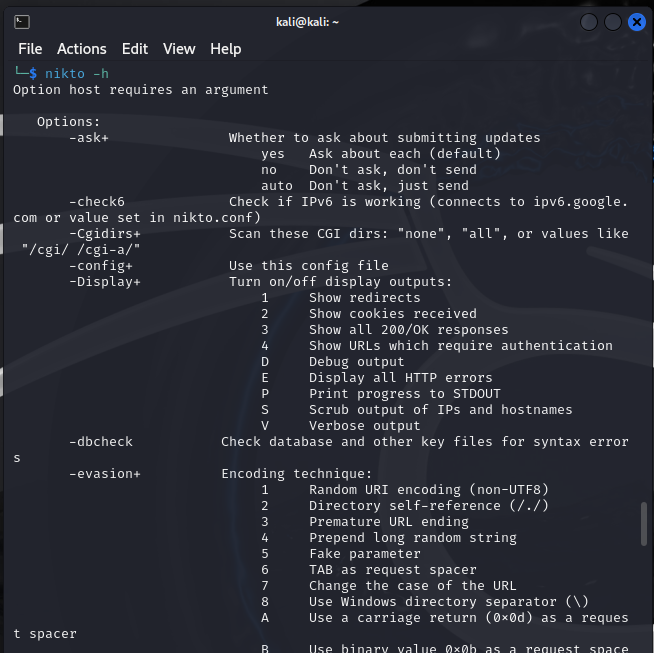 kali@kali: ~
File Actions Edit View Help
└─$ nikto -h
Option host requires an argument
Options:
-ask+ Whether to ask about submitting updates
yes Ask about each (default)
no Don't ask, don't send
auto Don't ask, just send
-check6 Check if IPv6 is working (connects to ipv6.google.
com or value set in nikto.conf)
-Cgidirs+ Scan these CGI dirs: "none", "all", or values like
"/cgi/ /cgi-a/"
-config+ Use this config file
-Display+ Turn on/off display outputs:
1 Show redirects
2 Show cookies received
3 Show all 200/OK responses
4 Show URLs which require authentication
D Debug output
E Display all HTTP errors
P Print progress to STDOUT
S Scrub output of IPs and hostnames
V Verbose output
-dbcheck Check database and other key files for syntax error
s
-evasion+ Encoding technique:
1 Random URI encoding (non-UTF8)
2 Directory self-reference (/./)
3 Premature URL ending
4 Prepend long random string
5 Fake parameter
6 TAB as request spacer
7 Change the case of the URL
8 Use Windows directory separator (\)
A Use a carriage return (0x0d) as a reques
t spacer
B Use binary value 0x0b as a request space